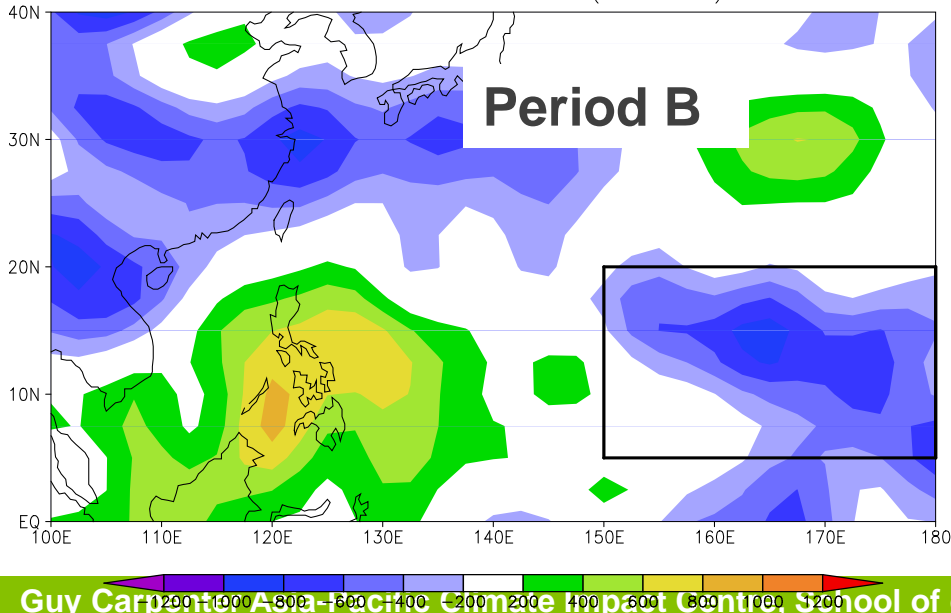 40N
Period B
30N
20N
10N
EQ
100E 110E 120E 130E 140E 150E 160E 170E 180
-1200 -1000 -800 -600 -400 -200 200 400 600 800 1000 1200
Guy Carpenter Asia-Pacific Climate Impact Centre, School of